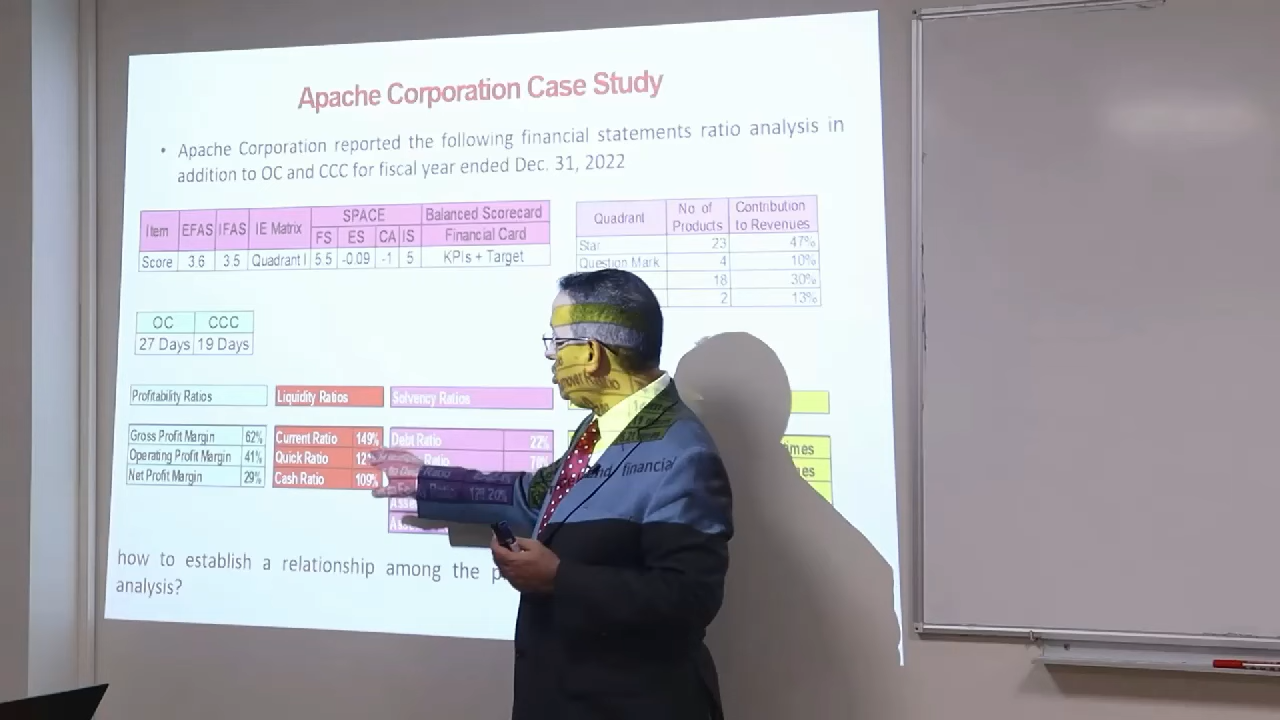 Apache Corporation Case Study
• Apache Corporation reported the following financial statements ratio analysis in
addition to OC and CCC for fiscal year ended Dec. 31, 2022
Item EFAS IFAS IE Matrix SPACE Balanced Scorecard
FS ES CA IS Financial Card
Score 3.6 3.5 Quadrant I 5.5 -0.09 -1 5 KPIs + Target
Quadrant No of Products Contribution to Revenues
Star 23 47%
Question Mark 4 10%
18 30%
2 13%
OC CCC
27 Days 19 Days
Profitability Ratios
Gross Profit Margin 62%
Operating Profit Margin 41%
Net Profit Margin 29%
Liquidity Ratios
Current Ratio 149%
Quick Ratio
Cash Ratio 109%
Solvency Ratios
Debt Ratio 22%
Ratio
how to establish a relationship among the
analysis?
and financial